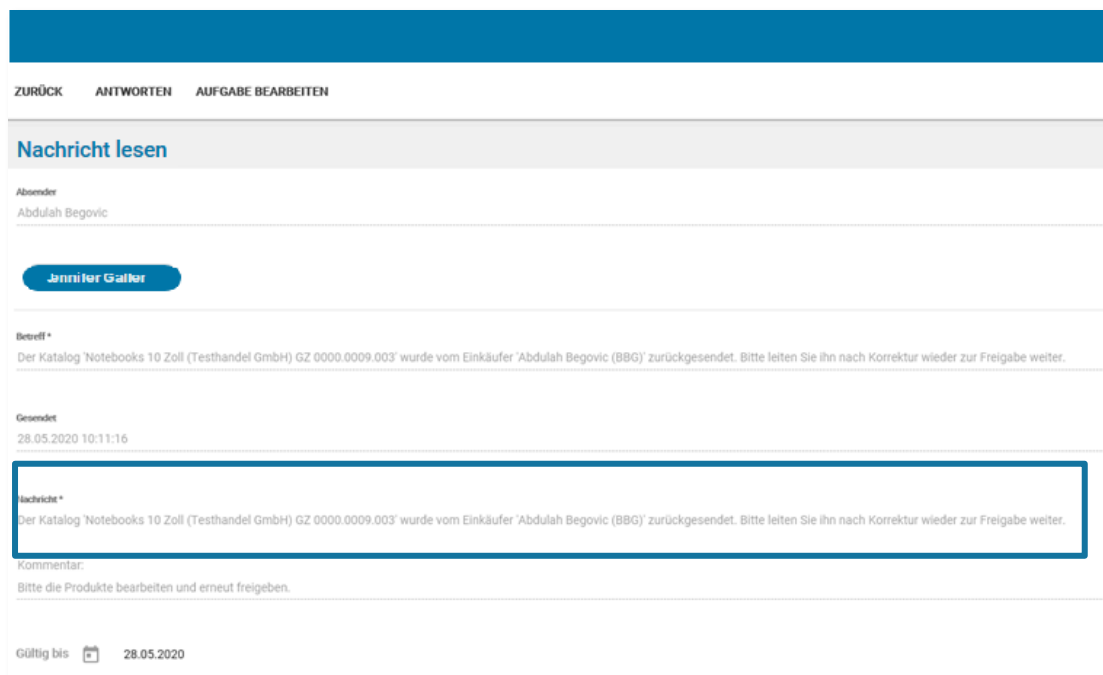 ZURÜCK ANTWORTEN AUFGABE BEARBEITEN
Nachricht lesen
Absender
Abdulah Begovic
Jennifer Galler
Betreff *
Der Katalog 'Notebooks 10 Zoll (Testhandel GmbH) GZ 0000.0009.003' wurde vom Einkäufer 'Abdulah Begovic (BBG)' zurückgesendet. Bitte leiten Sie ihn nach Korrektur wieder zur Freigabe weiter.
Gesendet
28.05.2020 10:11:16
Nachricht *
Der Katalog 'Notebooks 10 Zoll (Testhandel GmbH) GZ 0000.0009.003' wurde vom Einkäufer 'Abdulah Begovic (BBG)' zurückgesendet. Bitte leiten Sie ihn nach Korrektur wieder zur Freigabe weiter.
Kommentar:
Bitte die Produkte bearbeiten und erneut freigeben.
Gültig bis 28.05.2020